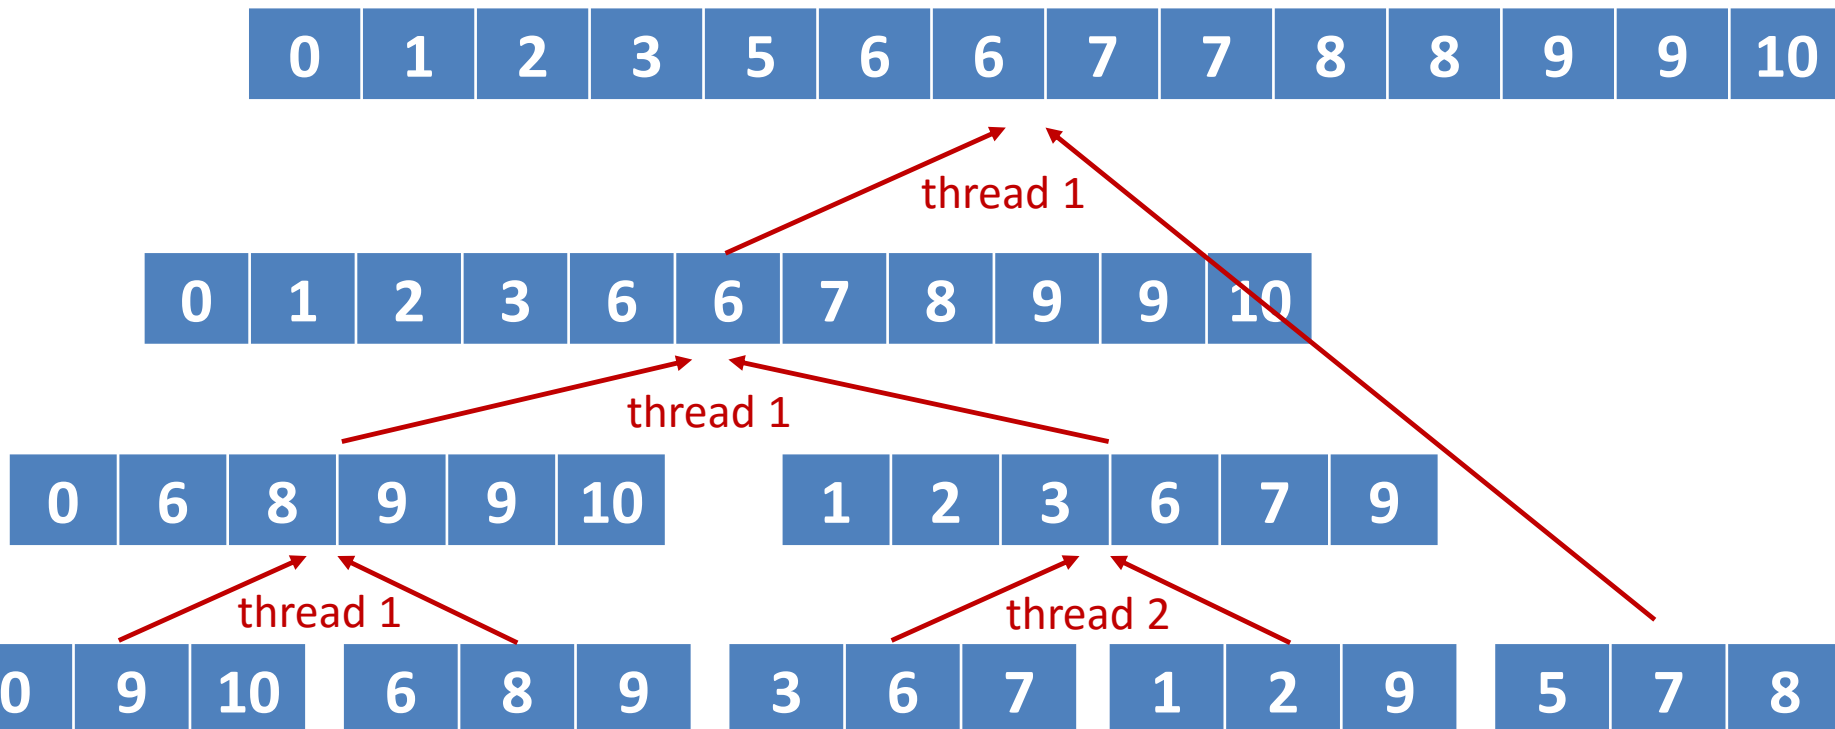 0 1 2 3 5 6 6 7 7 8 8 9 9 10
thread 1
0 1 2 3 6 6 7 8 9 9 10
thread 1
0 6 8 9 9 10 1 2 3 6 7 9
thread 1 thread 2
0 9 10 6 8 9 3 6 7 1 2 9 5 7 8